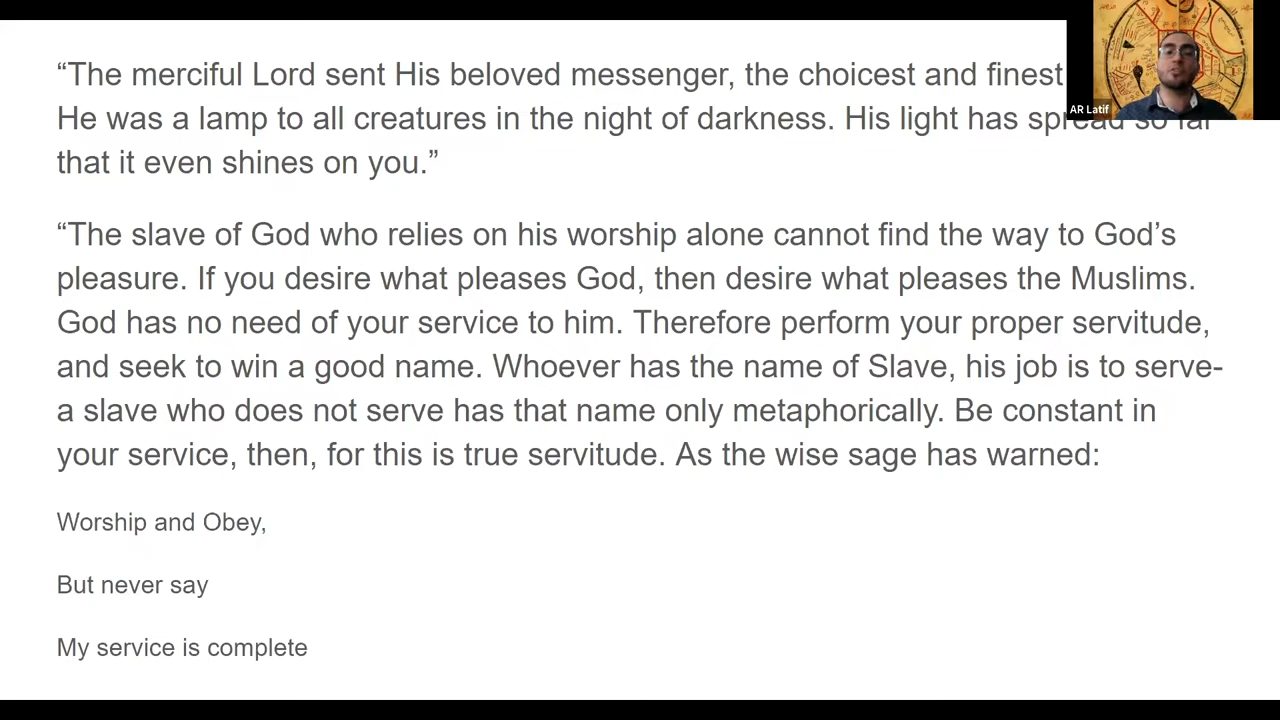 “The merciful Lord sent His beloved messenger, the choicest and finest
He was a lamp to all creatures in the night of darkness. His light has spread so far
that it even shines on you.”
“The slave of God who relies on his worship alone cannot find the way to God’s
pleasure. If you desire what pleases God, then desire what pleases the Muslims.
God has no need of your service to him. Therefore perform your proper servitude,
and seek to win a good name. Whoever has the name of Slave, his job is to serve-
a slave who does not serve has that name only metaphorically. Be constant in
your service, then, for this is true servitude. As the wise sage has warned:
Worship and Obey,
But never say
My service is complete
AR Latif